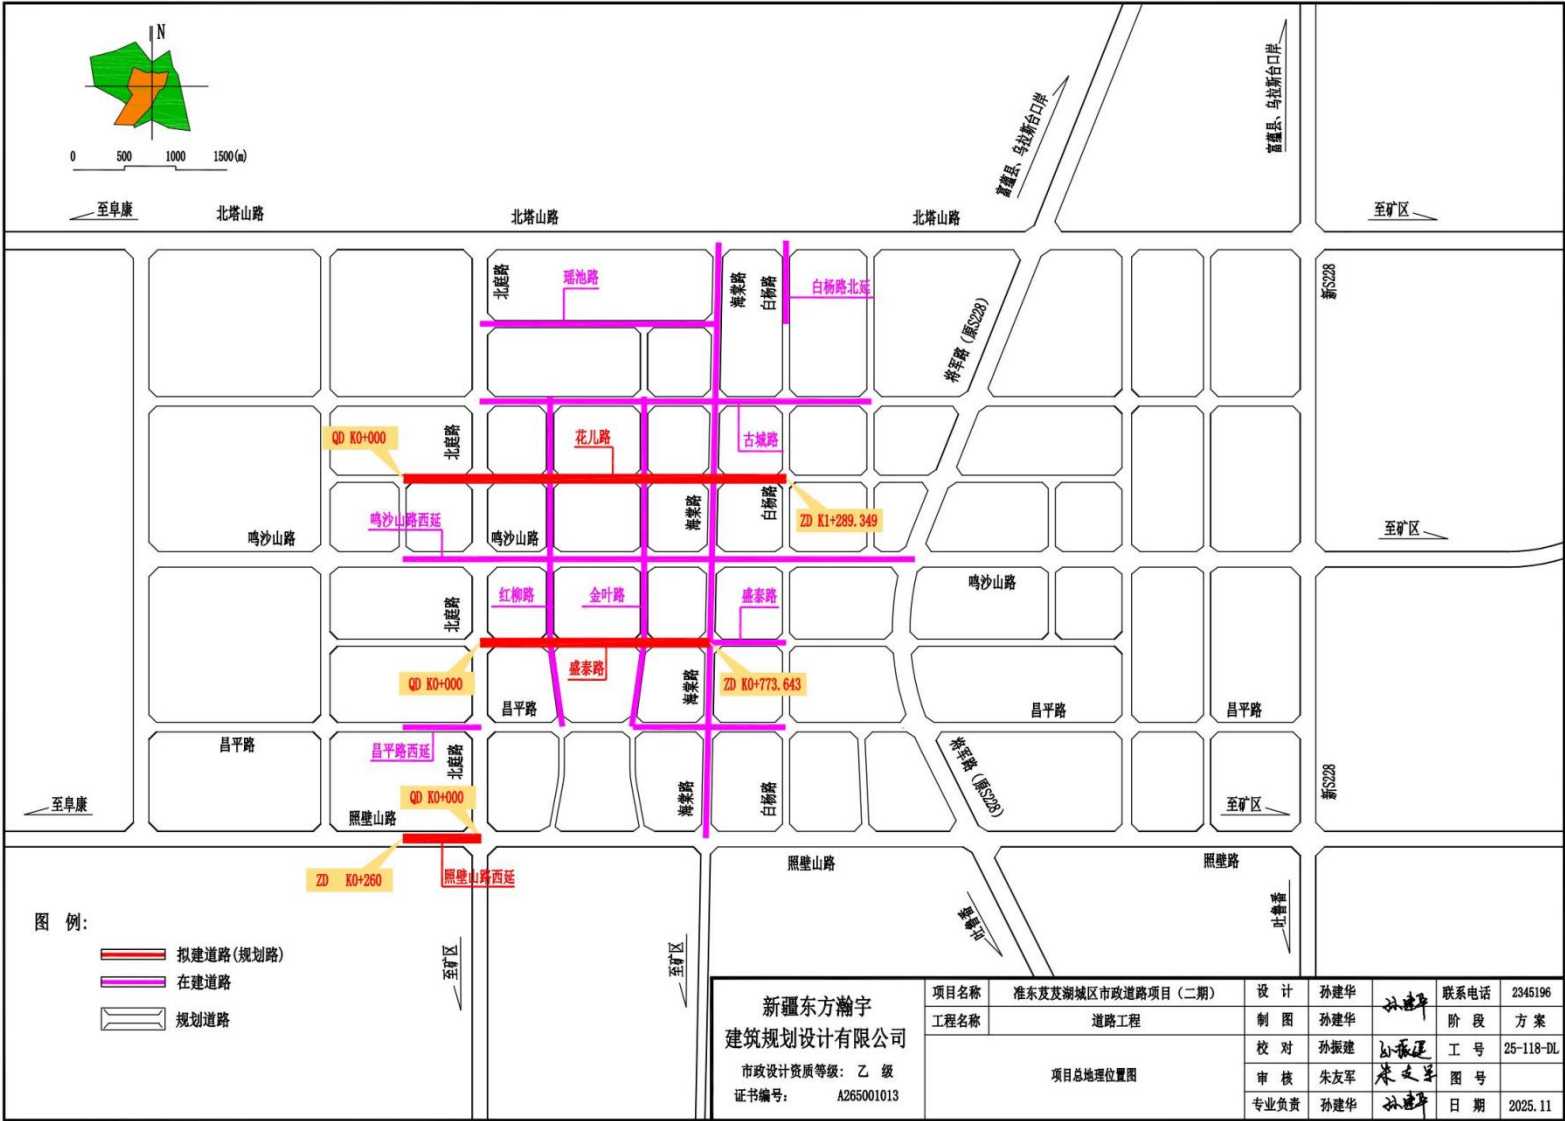 N
0 500 1000 1500(m)
富蕴县、乌拉斯台口岸
富蕴县、乌拉斯台口岸
至阜康
北塔山路
北塔山路
北塔山路
至矿区
北庭路
瑶池路
海棠路
白杨路
白杨路北延
将军路（原S228）
新S228
QD K0+000
北庭路
花儿路
古城路
鸣沙山路西延
海棠路
白杨路
ZD K1+289.349
鸣沙山路
鸣沙山路
至矿区
北庭路
红柳路
金叶路
盛泰路
鸣沙山路
QD K0+000
盛泰路
海棠路
ZD K0+773.643
昌平路
昌平路
昌平路
昌平路
昌平路西延
北庭路
将军路（原S228）
新S228
QD K0+000
海棠路
白杨路
至阜康
照壁山路
至矿区
ZD K0+260
照壁山路西延
照壁山路
照壁路
吐鲁番
吐鲁番
图 例:
至矿区
至矿区
拟建道路(规划路)
在建道路
规划道路
新疆东方瀚宇
建筑规划设计有限公司
市政设计资质等级: 乙 级
证书编号: A265001013
项目名称 准东芨芨湖城区市政道路项目（二期） 设 计 孙建华 孙建华 联系电话 2345196
工程名称 道路工程 制 图 孙建华 阶 段 方 案
项目总地理位置图 校 对 孙振建 孙振建 工 号 25-118-DL
审 核 朱友军 朱友军 图 号
专业负责 孙建华 孙建华 日 期 2025.11